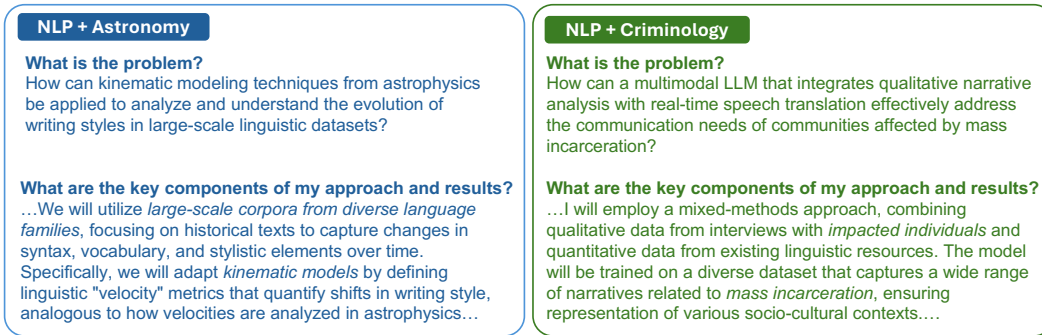 NLP + Astronomy
What is the problem?
How can kinematic modeling techniques from astrophysics
be applied to analyze and understand the evolution of
writing styles in large-scale linguistic datasets?
What are the key components of my approach and results?
…We will utilize large-scale corpora from diverse language
families, focusing on historical texts to capture changes in
syntax, vocabulary, and stylistic elements over time.
Specifically, we will adapt kinematic models by defining
linguistic "velocity" metrics that quantify shifts in writing style,
analogous to how velocities are analyzed in astrophysics…
NLP + Criminology
What is the problem?
How can a multimodal LLM that integrates qualitative narrative
analysis with real-time speech translation effectively address
the communication needs of communities affected by mass
incarceration?
What are the key components of my approach and results?
…I will employ a mixed-methods approach, combining
qualitative data from interviews with impacted individuals and
quantitative data from existing linguistic resources. The model
will be trained on a diverse dataset that captures a wide range
of narratives related to mass incarceration, ensuring
representation of various socio-cultural contexts….